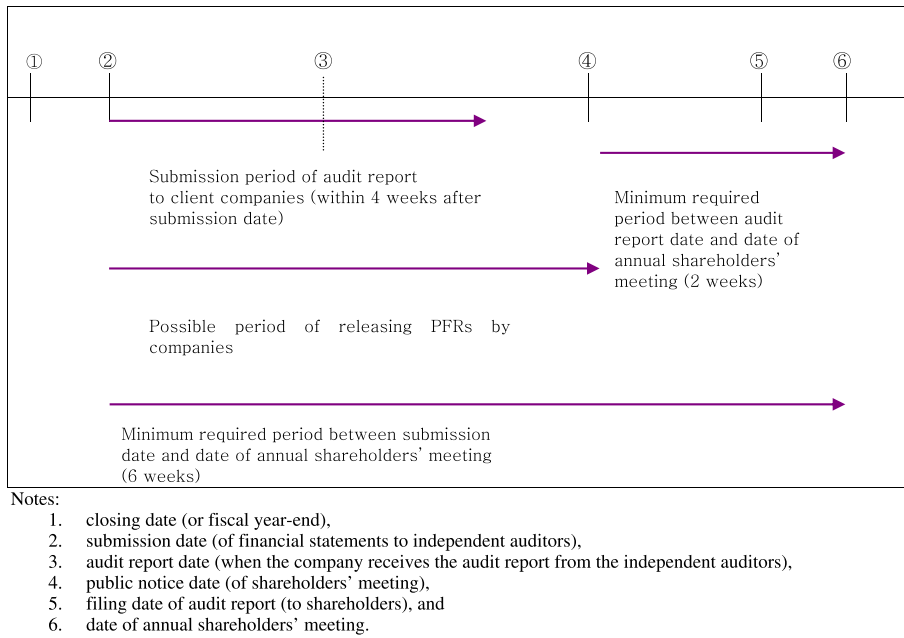 ① ② ③ ④ ⑤ ⑥
Submission period of audit report
to client companies (within 4 weeks after
submission date)
Minimum required
period between audit
report date and date of
annual shareholders’
meeting (2 weeks)
Possible period of releasing PFRs by
companies
Minimum required period between submission
date and date of annual shareholders’ meeting
(6 weeks)
Notes:
1. closing date (or fiscal year-end),
2. submission date (of financial statements to independent auditors),
3. audit report date (when the company receives the audit report from the independent auditors),
4. public notice date (of shareholders’ meeting),
5. filing date of audit report (to shareholders), and
6. date of annual shareholders’ meeting.